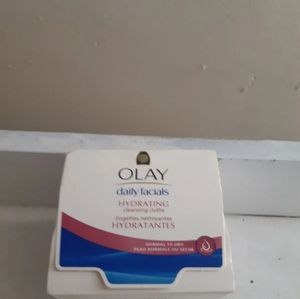 OLAY
daily facials
HYDRATING
cleansing cloths
lingettes nettoyantes
HYDRATANTES
NORMAL TO DRY
PEAU NORMALE OU SÈCHE